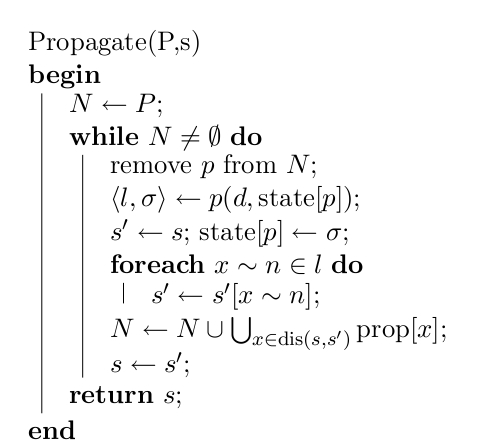 Propagate(P,s)
begin
N ← P;
while N ≠ ∅ do
remove p from N;
⟨l, σ⟩ ← p(d, state[p]);
s′ ← s; state[p] ← σ;
foreach x ∼ n ∈ l do
s′ ← s′[x ∼ n];
N ← N ∪ ⋃x∈dis(s,s′) prop[x];
s ← s′;
return s;
end